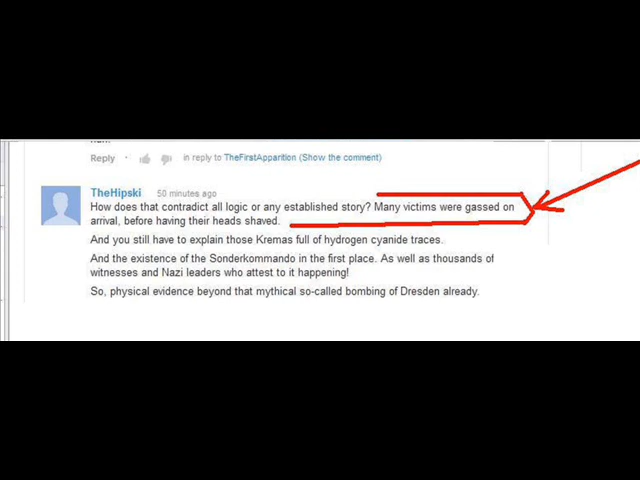 Reply · in reply to TheFirstApparition (Show the comment)
TheHipski 50 minutes ago
How does that contradict all logic or any established story? Many victims were gassed on
arrival, before having their heads shaved.
And you still have to explain those Kremas full of hydrogen cyanide traces.
And the existence of the Sonderkommando in the first place. As well as thousands of
witnesses and Nazi leaders who attest to it happening!
So, physical evidence beyond that mythical so-called bombing of Dresden already.